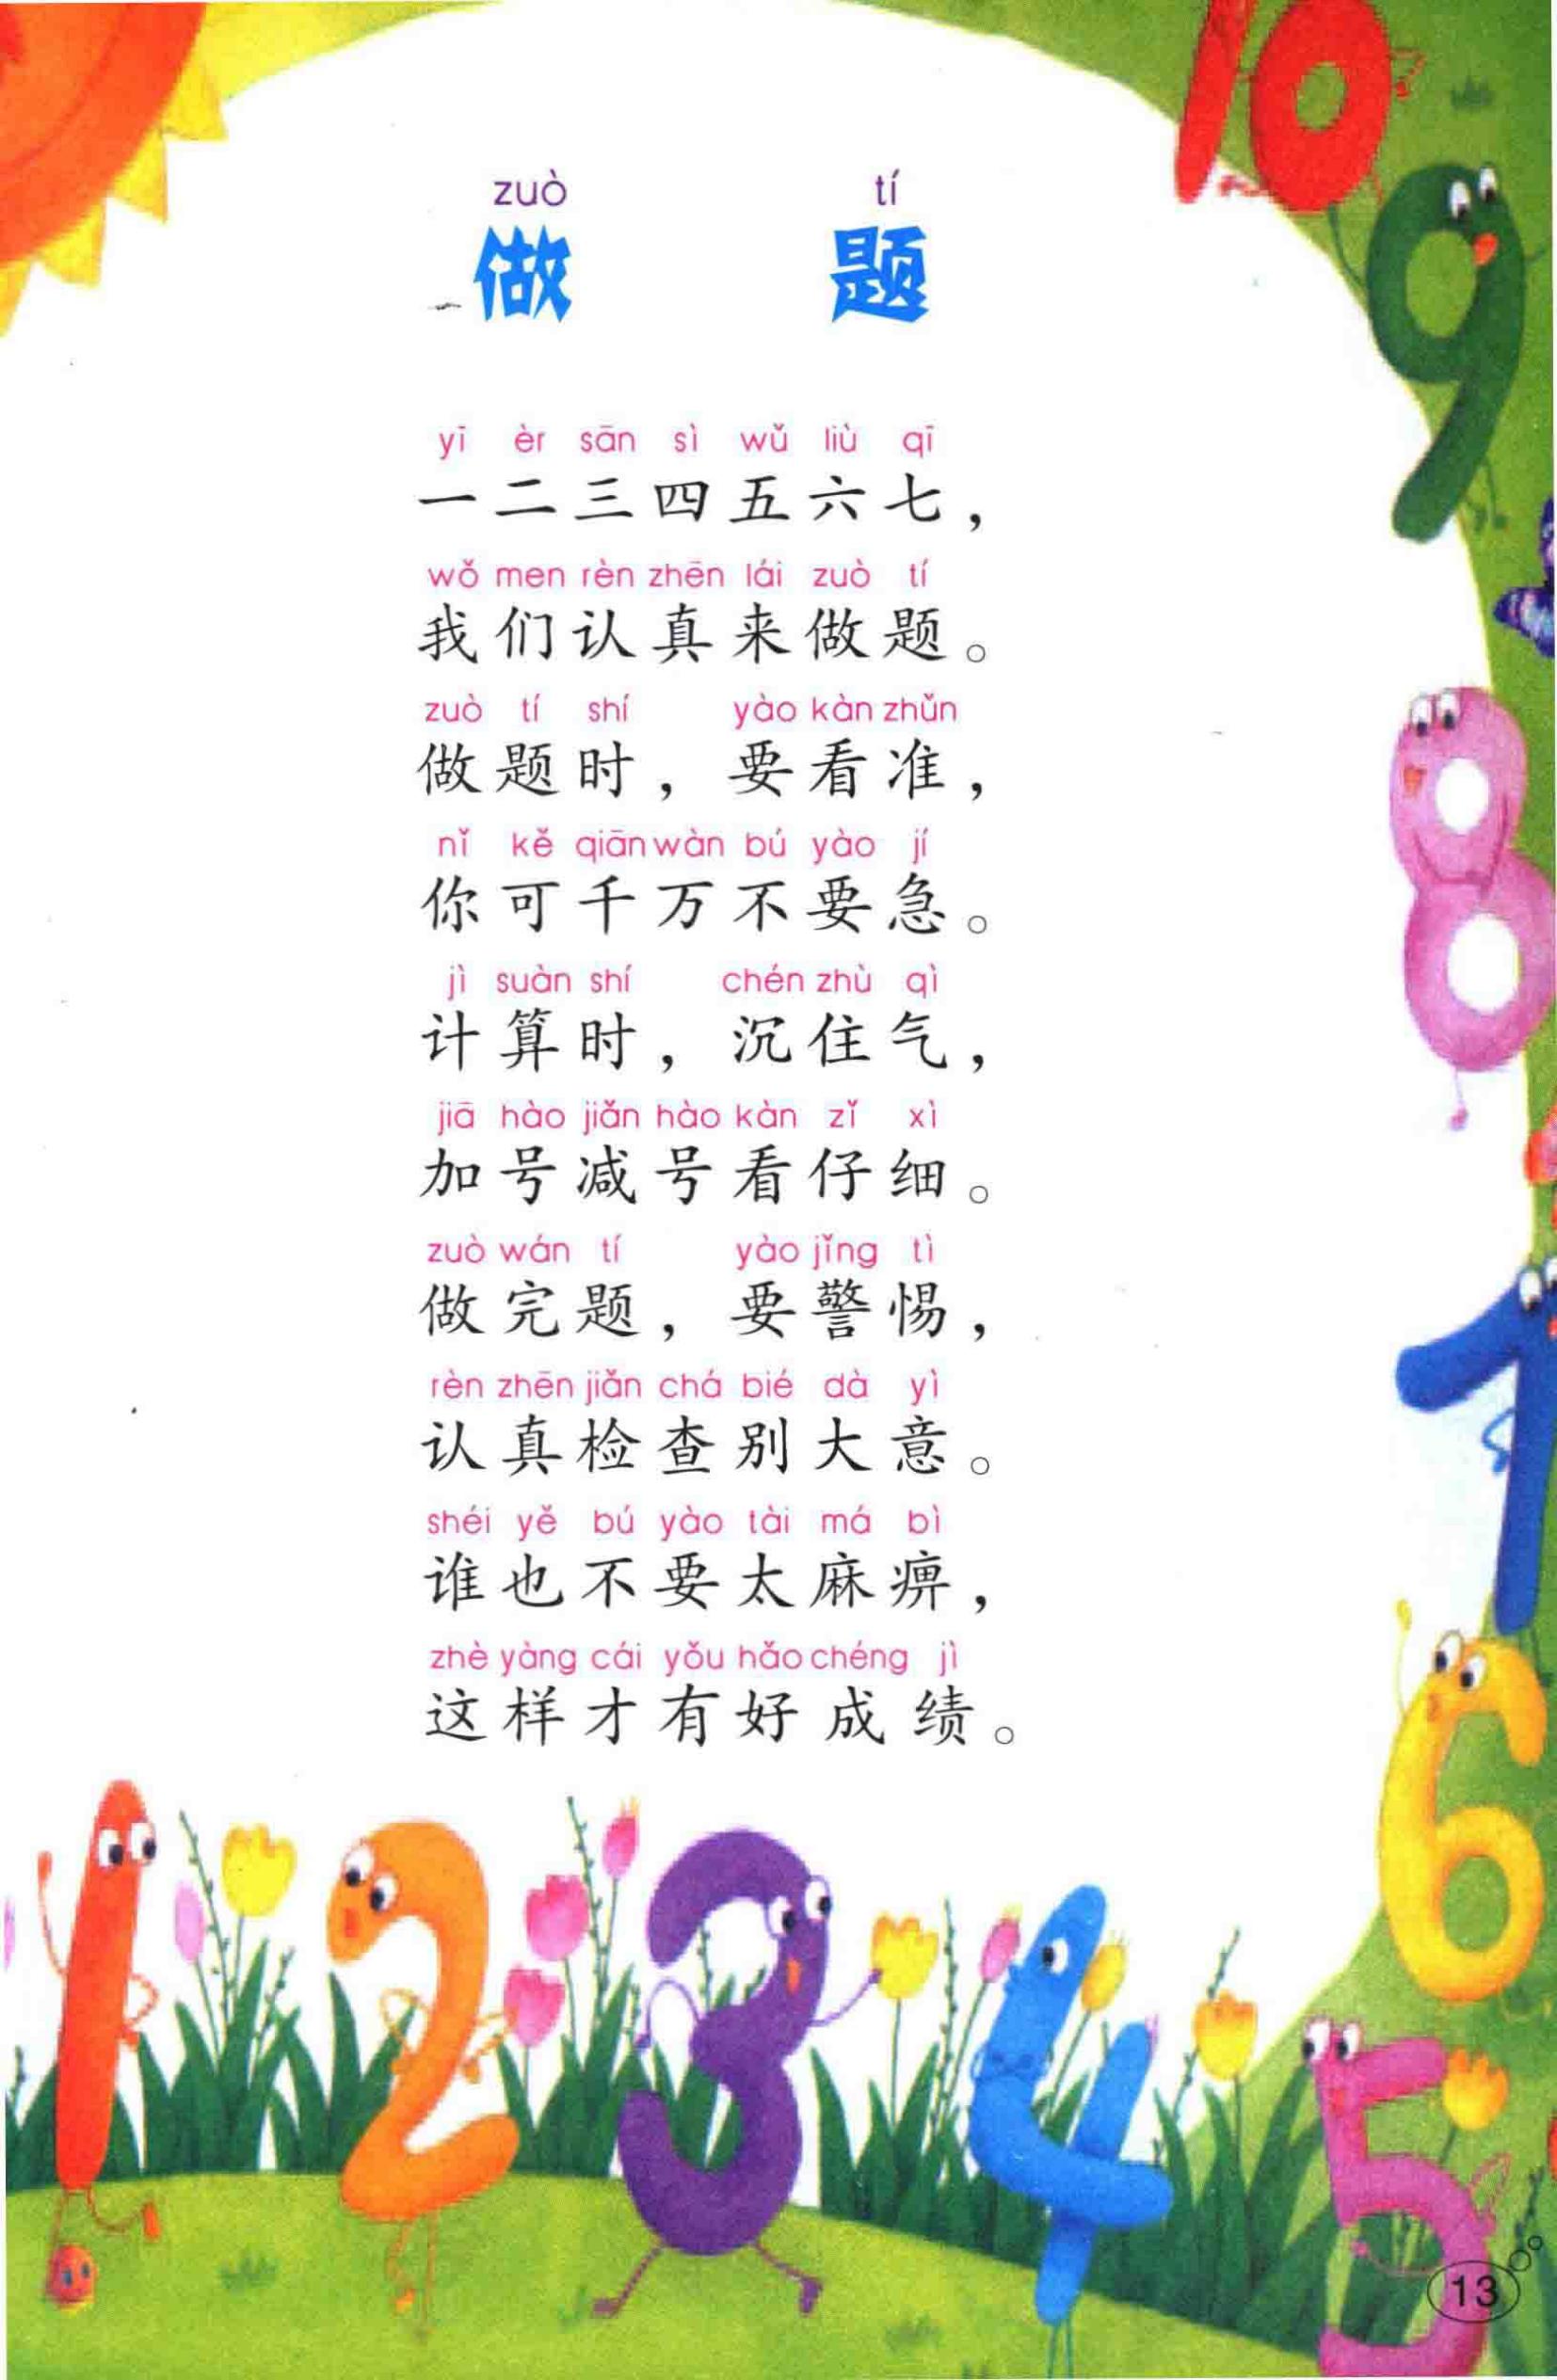 zuò tí
做 题
yī èr sān sì wǔ liù qī
一二三四五六七，
wǒ men rèn zhēn lái zuò tí
我们认真来做题。
zuò tí shí yào kàn zhǔn
做题时，要看准，
nǐ kě qiān wàn bú yào jí
你可千万不要急。
jì suàn shí chén zhù qì
计算时，沉住气，
jiā hào jiǎn hào kàn zǐ xì
加号减号看仔细。
zuò wán tí yào jǐng tì
做完题，要警惕，
rèn zhēn jiǎn chá bié dà yì
认真检查别大意。
shéi yě bú yào tài má bì
谁也不要太麻痹，
zhè yàng cái yǒu hǎo chéng jì
这样才有好成绩。
10
9
8
7
6
1 2 3 4 5
13